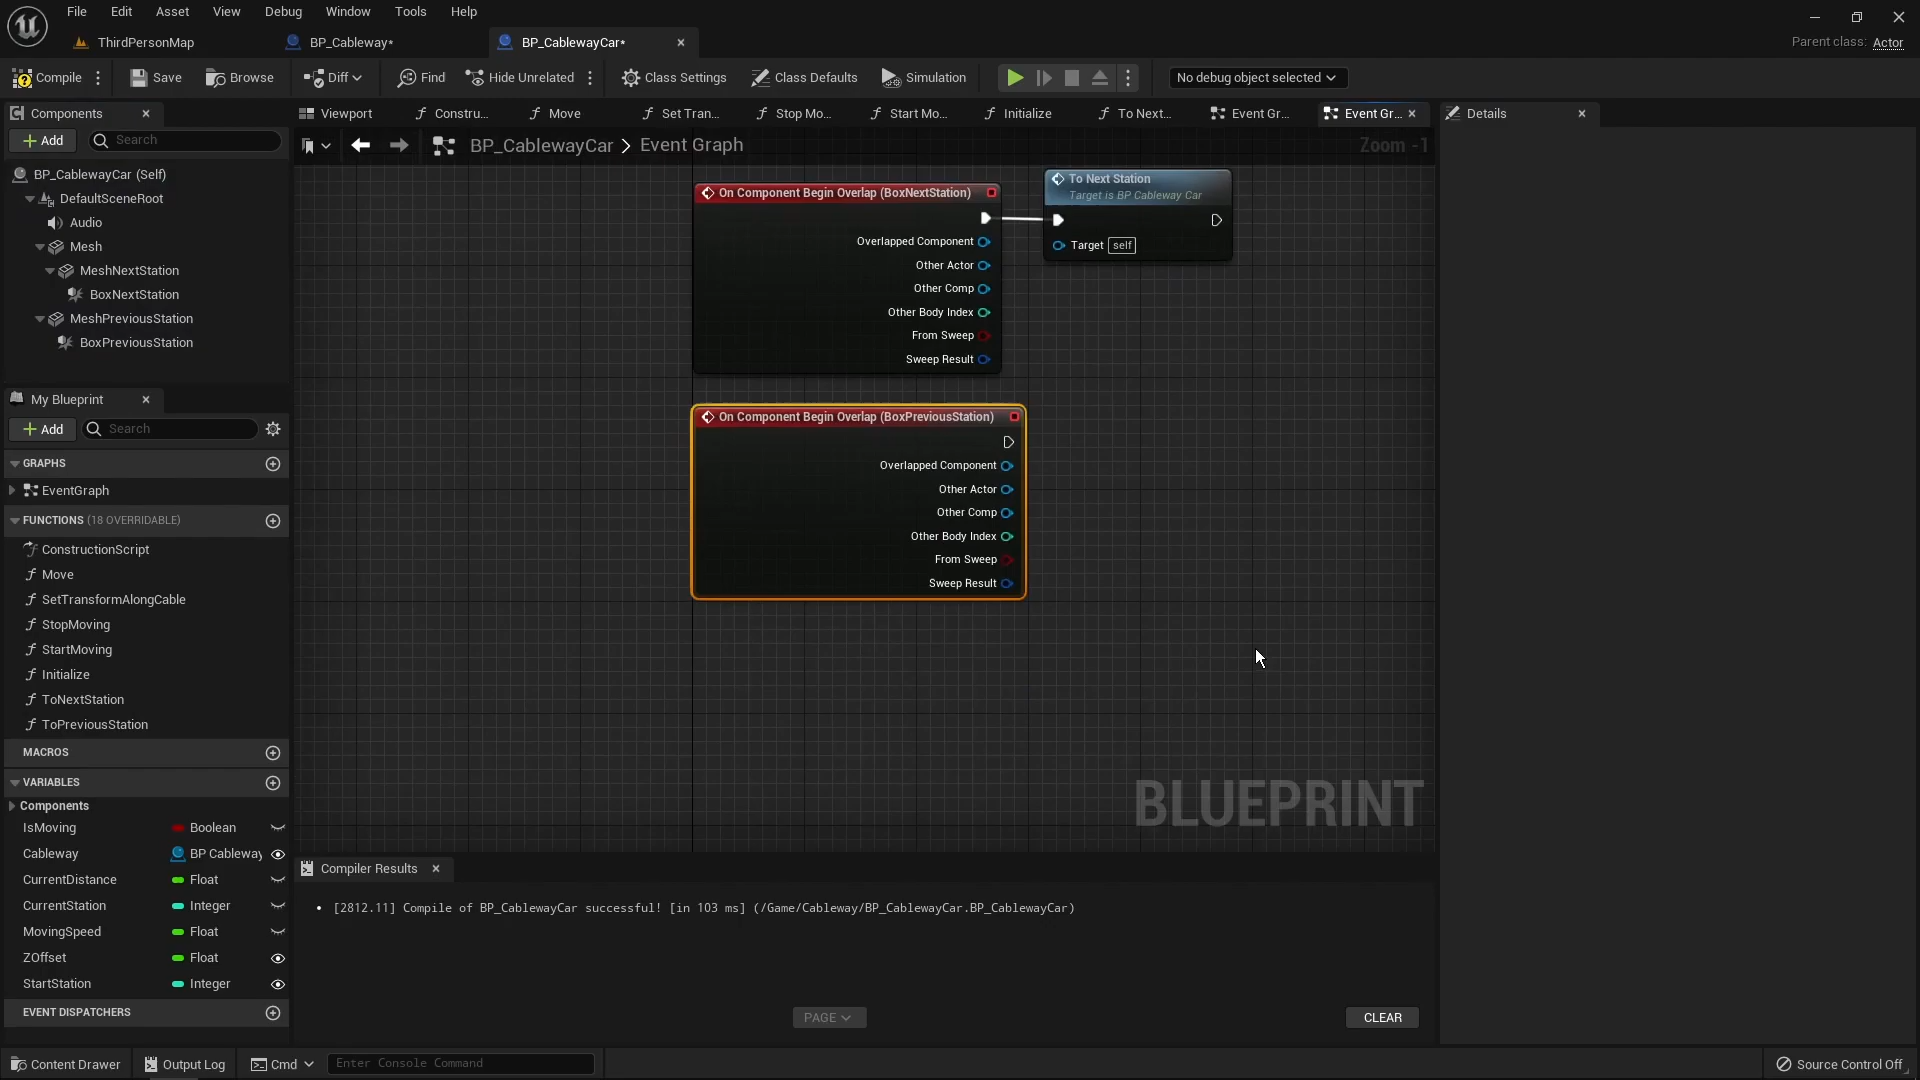 File Edit Asset View Debug Window Tools Help
ThirdPersonMap BP_Cableway* BP_CablewayCar*
Parent class: Actor
Compile Save Browse Diff Find Hide Unrelated Class Settings Class Defaults Simulation No debug object selected
Components
Viewport Constru... Move Set Tran... Stop Mo... Start Mo... Initialize To Next... Event Gr... Event Gr... Details
Add Search
BP_CablewayCar > Event Graph
Zoom -1
BP_CablewayCar (Self)
DefaultSceneRoot
Audio
Mesh
MeshNextStation
BoxNextStation
MeshPreviousStation
BoxPreviousStation
On Component Begin Overlap (BoxNextStation)
Overlapped Component
Other Actor
Other Comp
Other Body Index
From Sweep
Sweep Result
To Next Station
Target is BP Cableway Car
Target self
On Component Begin Overlap (BoxPreviousStation)
Overlapped Component
Other Actor
Other Comp
Other Body Index
From Sweep
Sweep Result
BLUEPRINT
My Blueprint
Add Search
GRAPHS
EventGraph
FUNCTIONS (18 OVERRIDABLE)
ConstructionScript
Move
SetTransformAlongCable
StopMoving
StartMoving
Initialize
ToNextStation
ToPreviousStation
MACROS
VARIABLES
Components
IsMoving Boolean
Cableway BP Cableway
CurrentDistance Float
CurrentStation Integer
MovingSpeed Float
ZOffset Float
StartStation Integer
EVENT DISPATCHERS
Compiler Results
[2812.11] Compile of BP_CablewayCar successful! [in 103 ms] (/Game/Cableway/BP_CablewayCar.BP_CablewayCar)
PAGE
CLEAR
Content Drawer Output Log Cmd Enter Console Command Source Control Off